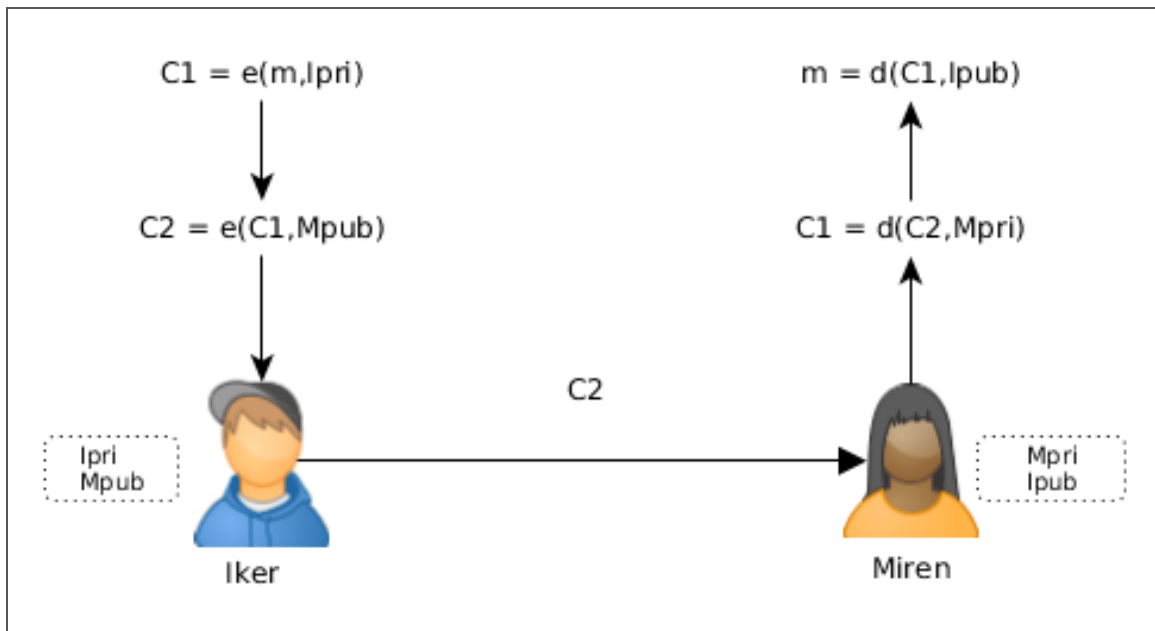 C1 = e(m,Ipri)
m = d(C1,Ipub)
C2 = e(C1,Mpub)
C1 = d(C2,Mpri)
C2
Ipri
Mpub
Mpri
Ipub
Iker
Miren